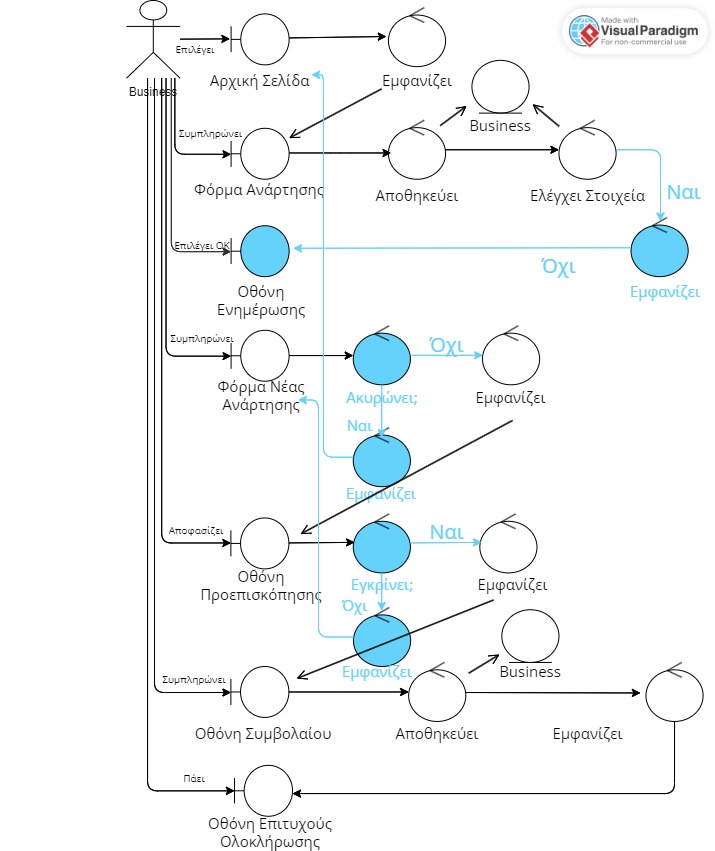 Made with
VisualParadigm
For non-commercial use
Επιλέγει
Αρχική Σελίδα
Εμφανίζει
Business
Συμπληρώνει
Business
Φόρμα Ανάρτησης
Αποθηκεύει
Ελέγχει Στοιχεία
Ναι
Επιλέγει ΟΚ
Όχι
Οθόνη
Ενημέρωσης
Εμφανίζει
Συμπληρώνει
Όχι
Φόρμα Νέας
Ανάρτησης
Ακυρώνει;
Εμφανίζει
Ναι
Εμφανίζει
Αποφασίζει
Ναι
Οθόνη
Προεπισκόπησης
Εγκρίνει;
Εμφανίζει
Όχι
Εμφανίζει
Business
Συμπληρώνει
Οθόνη Συμβολαίου
Αποθηκεύει
Εμφανίζει
Πάει
Οθόνη Επιτυχούς
Ολοκλήρωσης